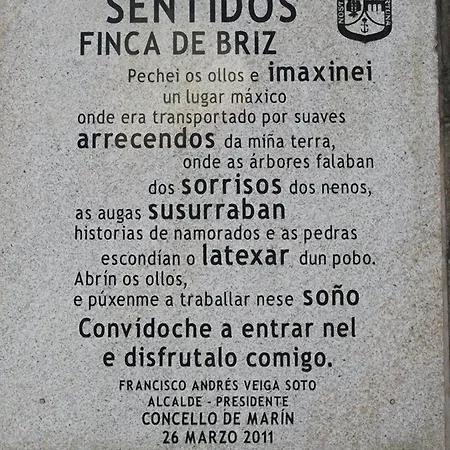 SENTIDOS
FINCA DE BRIZ
Pechei os ollos e imaxinei
un lugar máxico
onde era transportado por suaves
arrecendos da miña terra,
onde as árbores falaban
dos sorrisos dos nenos,
as augas susurraban
historias de namorados e as pedras
escondían o latexar dun pobo.
Abrín os ollos,
e púxenme a traballar nese soño
Convídoche a entrar nel
e disfrutalo comigo.
FRANCISCO ANDRÉS VEIGA SOTO
ALCALDE - PRESIDENTE
CONCELLO DE MARÍN
26 MARZO 2011